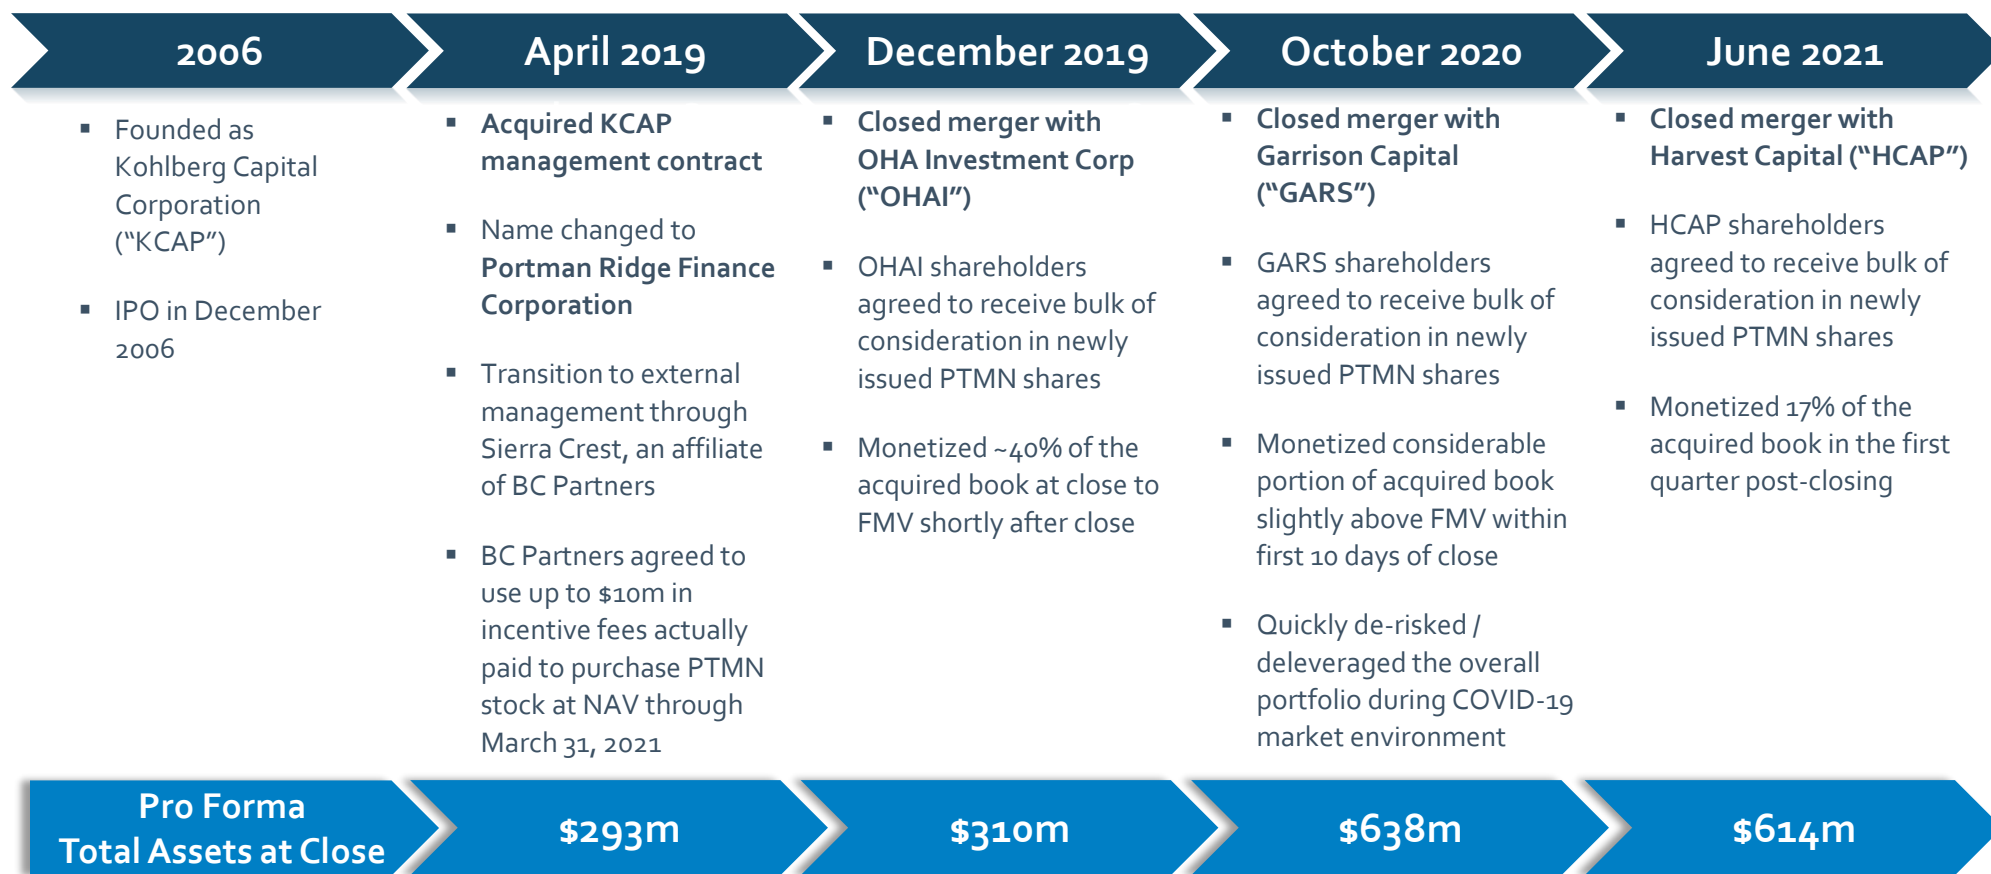 2006
Founded as
Kohlberg Capital
Corporation
(“KCAP”)
IPO in December
2006
April 2019
Acquired KCAP
management contract
Name changed to
Portman Ridge Finance
Corporation
Transition to external
management through
Sierra Crest, an affiliate
of BC Partners
BC Partners agreed to
use up to $10m in
incentive fees actually
paid to purchase PTMN
stock at NAV through
March 31, 2021
December 2019
Closed merger with
OHA Investment Corp
(“OHAI”)
OHAI shareholders
agreed to receive bulk of
consideration in newly
issued PTMN shares
Monetized ~40% of the
acquired book at close to
FMV shortly after close
October 2020
Closed merger with
Garrison Capital
(“GARS”)
GARS shareholders
agreed to receive bulk of
consideration in newly
issued PTMN shares
Monetized considerable
portion of acquired book
slightly above FMV within
first 10 days of close
Quickly de-risked /
deleveraged the overall
portfolio during COVID-19
market environment
June 2021
Closed merger with
Harvest Capital (“HCAP”)
HCAP shareholders
agreed to receive bulk of
consideration in newly
issued PTMN shares
Monetized 17% of the
acquired book in the first
quarter post-closing
Pro Forma
Total Assets at Close
$293m
$310m
$638m
$614m